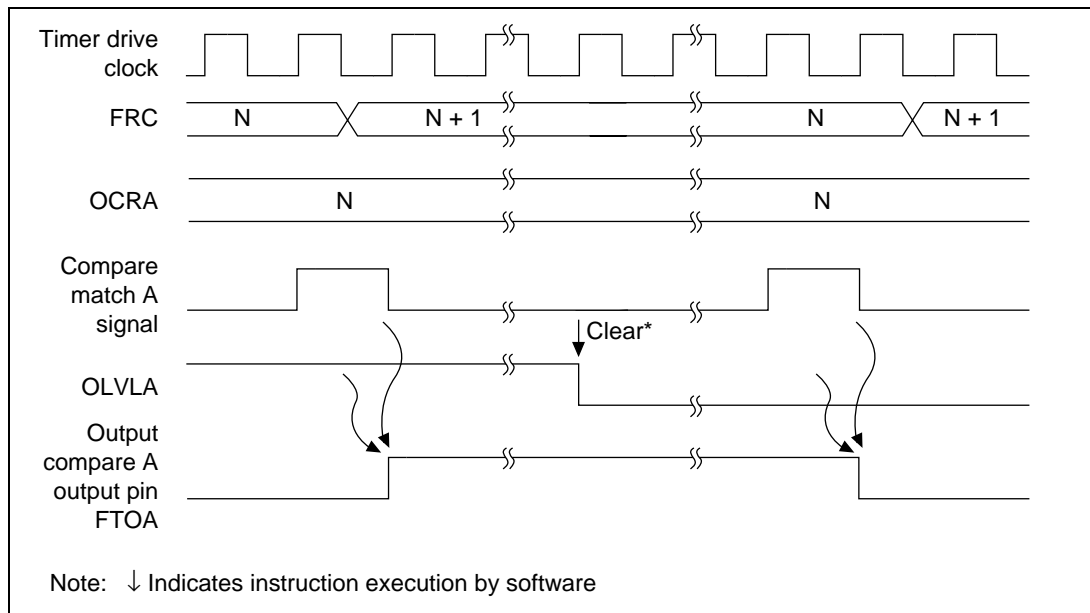 Timer drive
clock
FRC
N
N + 1
N
N + 1
OCRA
N
N
Compare
match A
signal
Clear*
OLVLA
Output
compare A
output pin
FTOA
Note: ↓ Indicates instruction execution by software